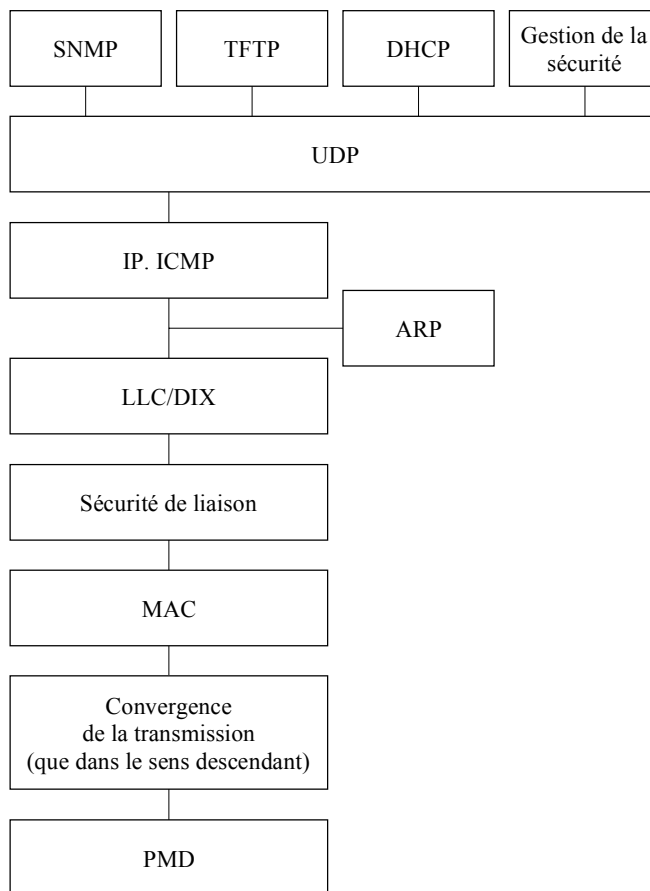 SNMP
TFTP
DHCP
Gestion de la
sécurité
UDP
IP. ICMP
ARP
LLC/DIX
Sécurité de liaison
MAC
Convergence
de la transmission
(que dans le sens descendant)
PMD